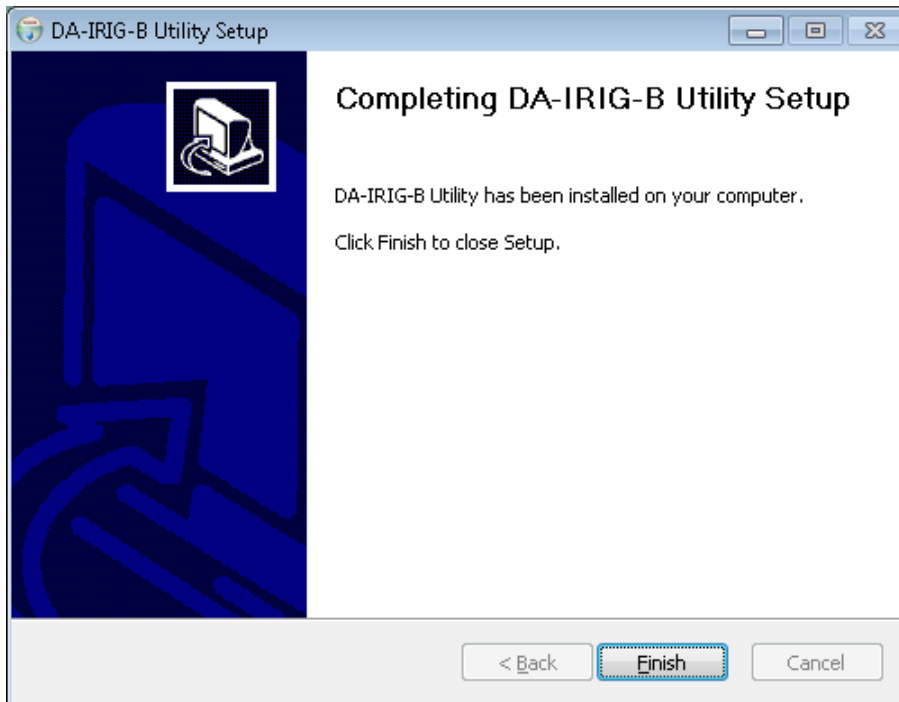 DA-IRIG-B Utility Setup
Completing DA-IRIG-B Utility Setup
DA-IRIG-B Utility has been installed on your computer.
Click Finish to close Setup.
< Back
Finish
Cancel